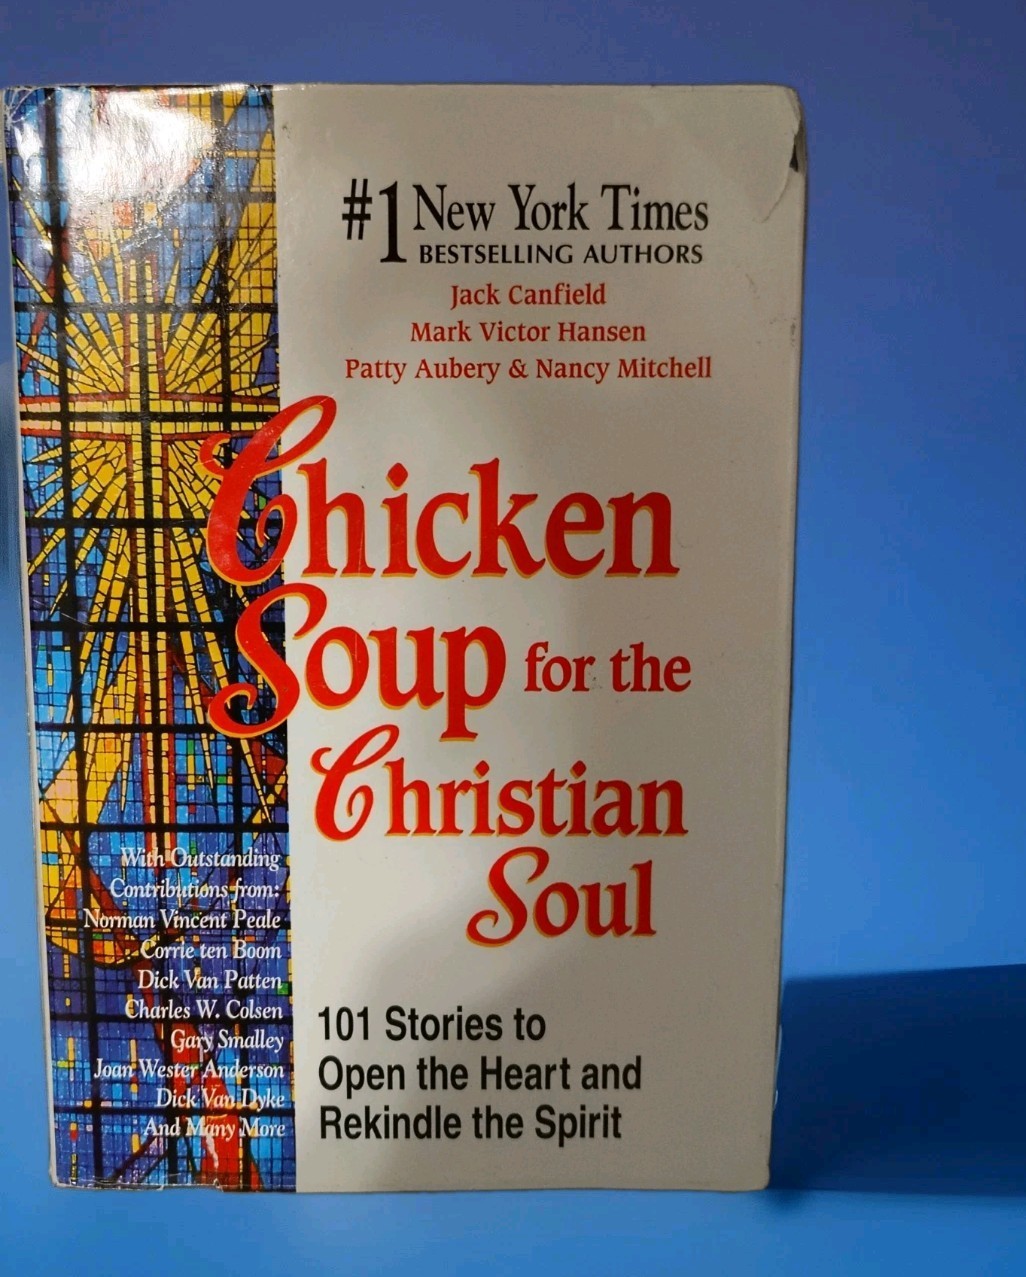 #1 New York Times
BESTSELLING AUTHORS
Jack Canfield
Mark Victor Hansen
Patty Aubery & Nancy Mitchell
Chicken
Soup for the
Christian
Soul
With Outstanding
Contributions from:
Norman Vincent Peale
Corrie ten Boom
Dick Van Patten
Charles W. Colsen
Gary Smalley
Joan Wester Anderson
Dick Van Dyke
And Many More
101 Stories to
Open the Heart and
Rekindle the Spirit